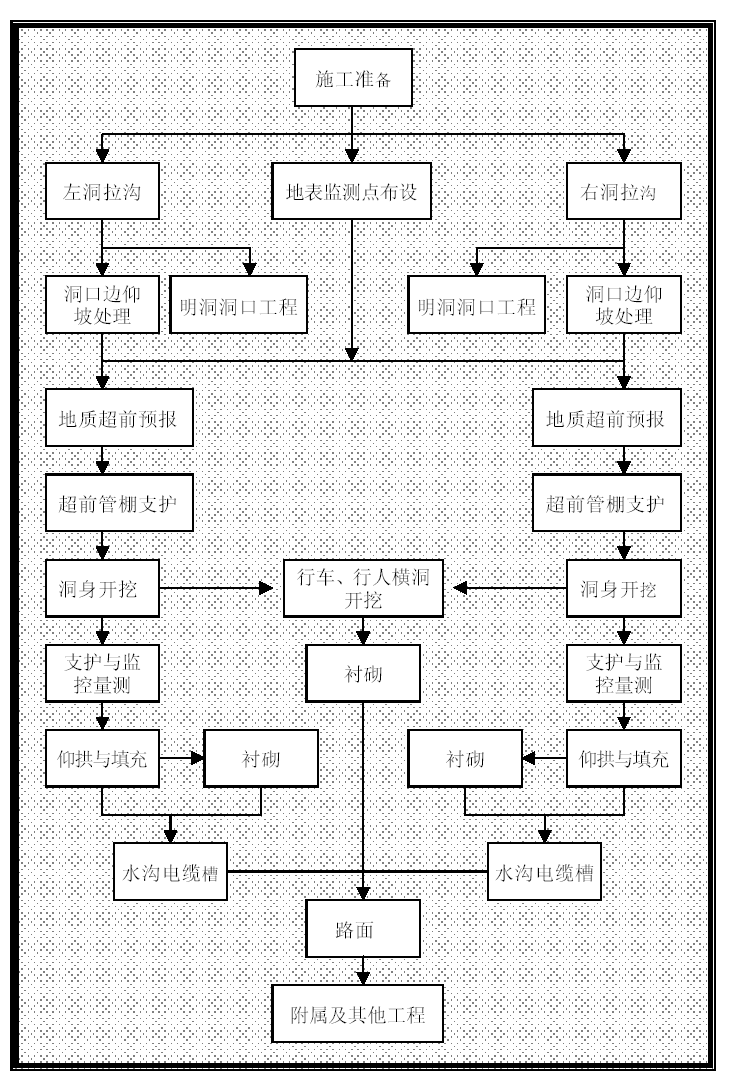 施工准备
左洞拉沟
地表监测点布设
右洞拉沟
洞口边仰
坡处理
明洞洞口工程
明洞洞口工程
洞口边仰
坡处理
地质超前预报
地质超前预报
超前管棚支护
超前管棚支护
洞身开挖
行车、行人横洞
开挖
洞身开挖
支护与监
控量测
衬砌
支护与监
控量测
仰拱与填充
衬砌
衬砌
仰拱与填充
水沟电缆槽
水沟电缆槽
路面
附属及其他工程